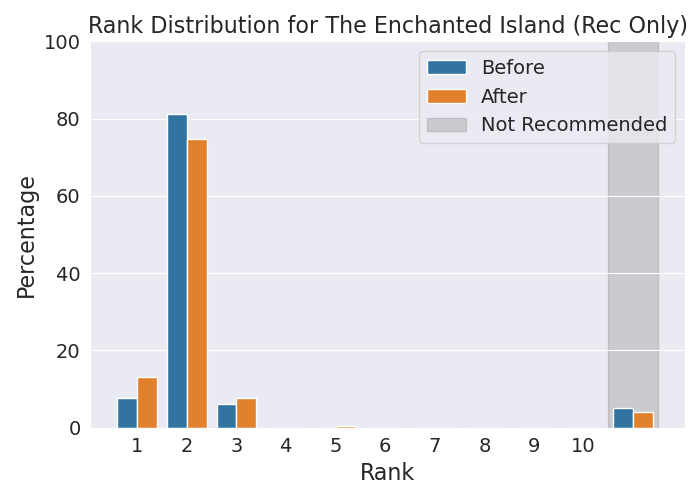 Rank Distribution for The Enchanted Island (Rec Only)
100
80
60
40
20
0
Percentage
Before
After
Not Recommended
1 2 3 4 5 6 7 8 9 10
Rank